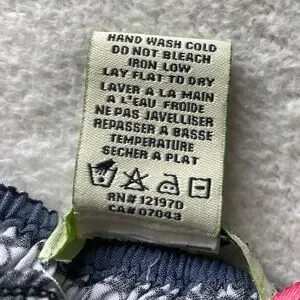 HAND WASH COLD
DO NOT BLEACH
IRON LOW
LAY FLAT TO DRY
LAVER A LA MAIN
A L'EAU FROIDE
NE PAS JAVELLISER
REPASSER A BASSE
TEMPERATURE
SECHER A PLAT
RN# 12197D
CA# 07043